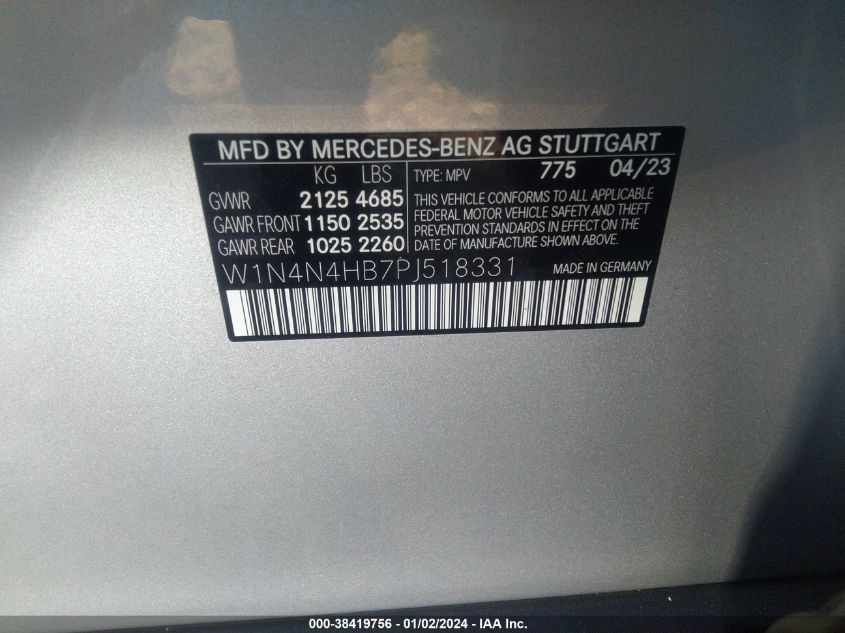 MFD BY MERCEDES-BENZ AG STUTTGART
KG LBS
GVWR 2125 4685
GAWR FRONT 1150 2535
GAWR REAR 1025 2260
TYPE: MPV 775 04/23
THIS VEHICLE CONFORMS TO ALL APPLICABLE
FEDERAL MOTOR VEHICLE SAFETY AND THEFT
PREVENTION STANDARDS IN EFFECT ON THE
DATE OF MANUFACTURE SHOWN ABOVE.
W1N4N4HB7PJ518331 MADE IN GERMANY
000-38419756 - 01/02/2024 - IAA Inc.